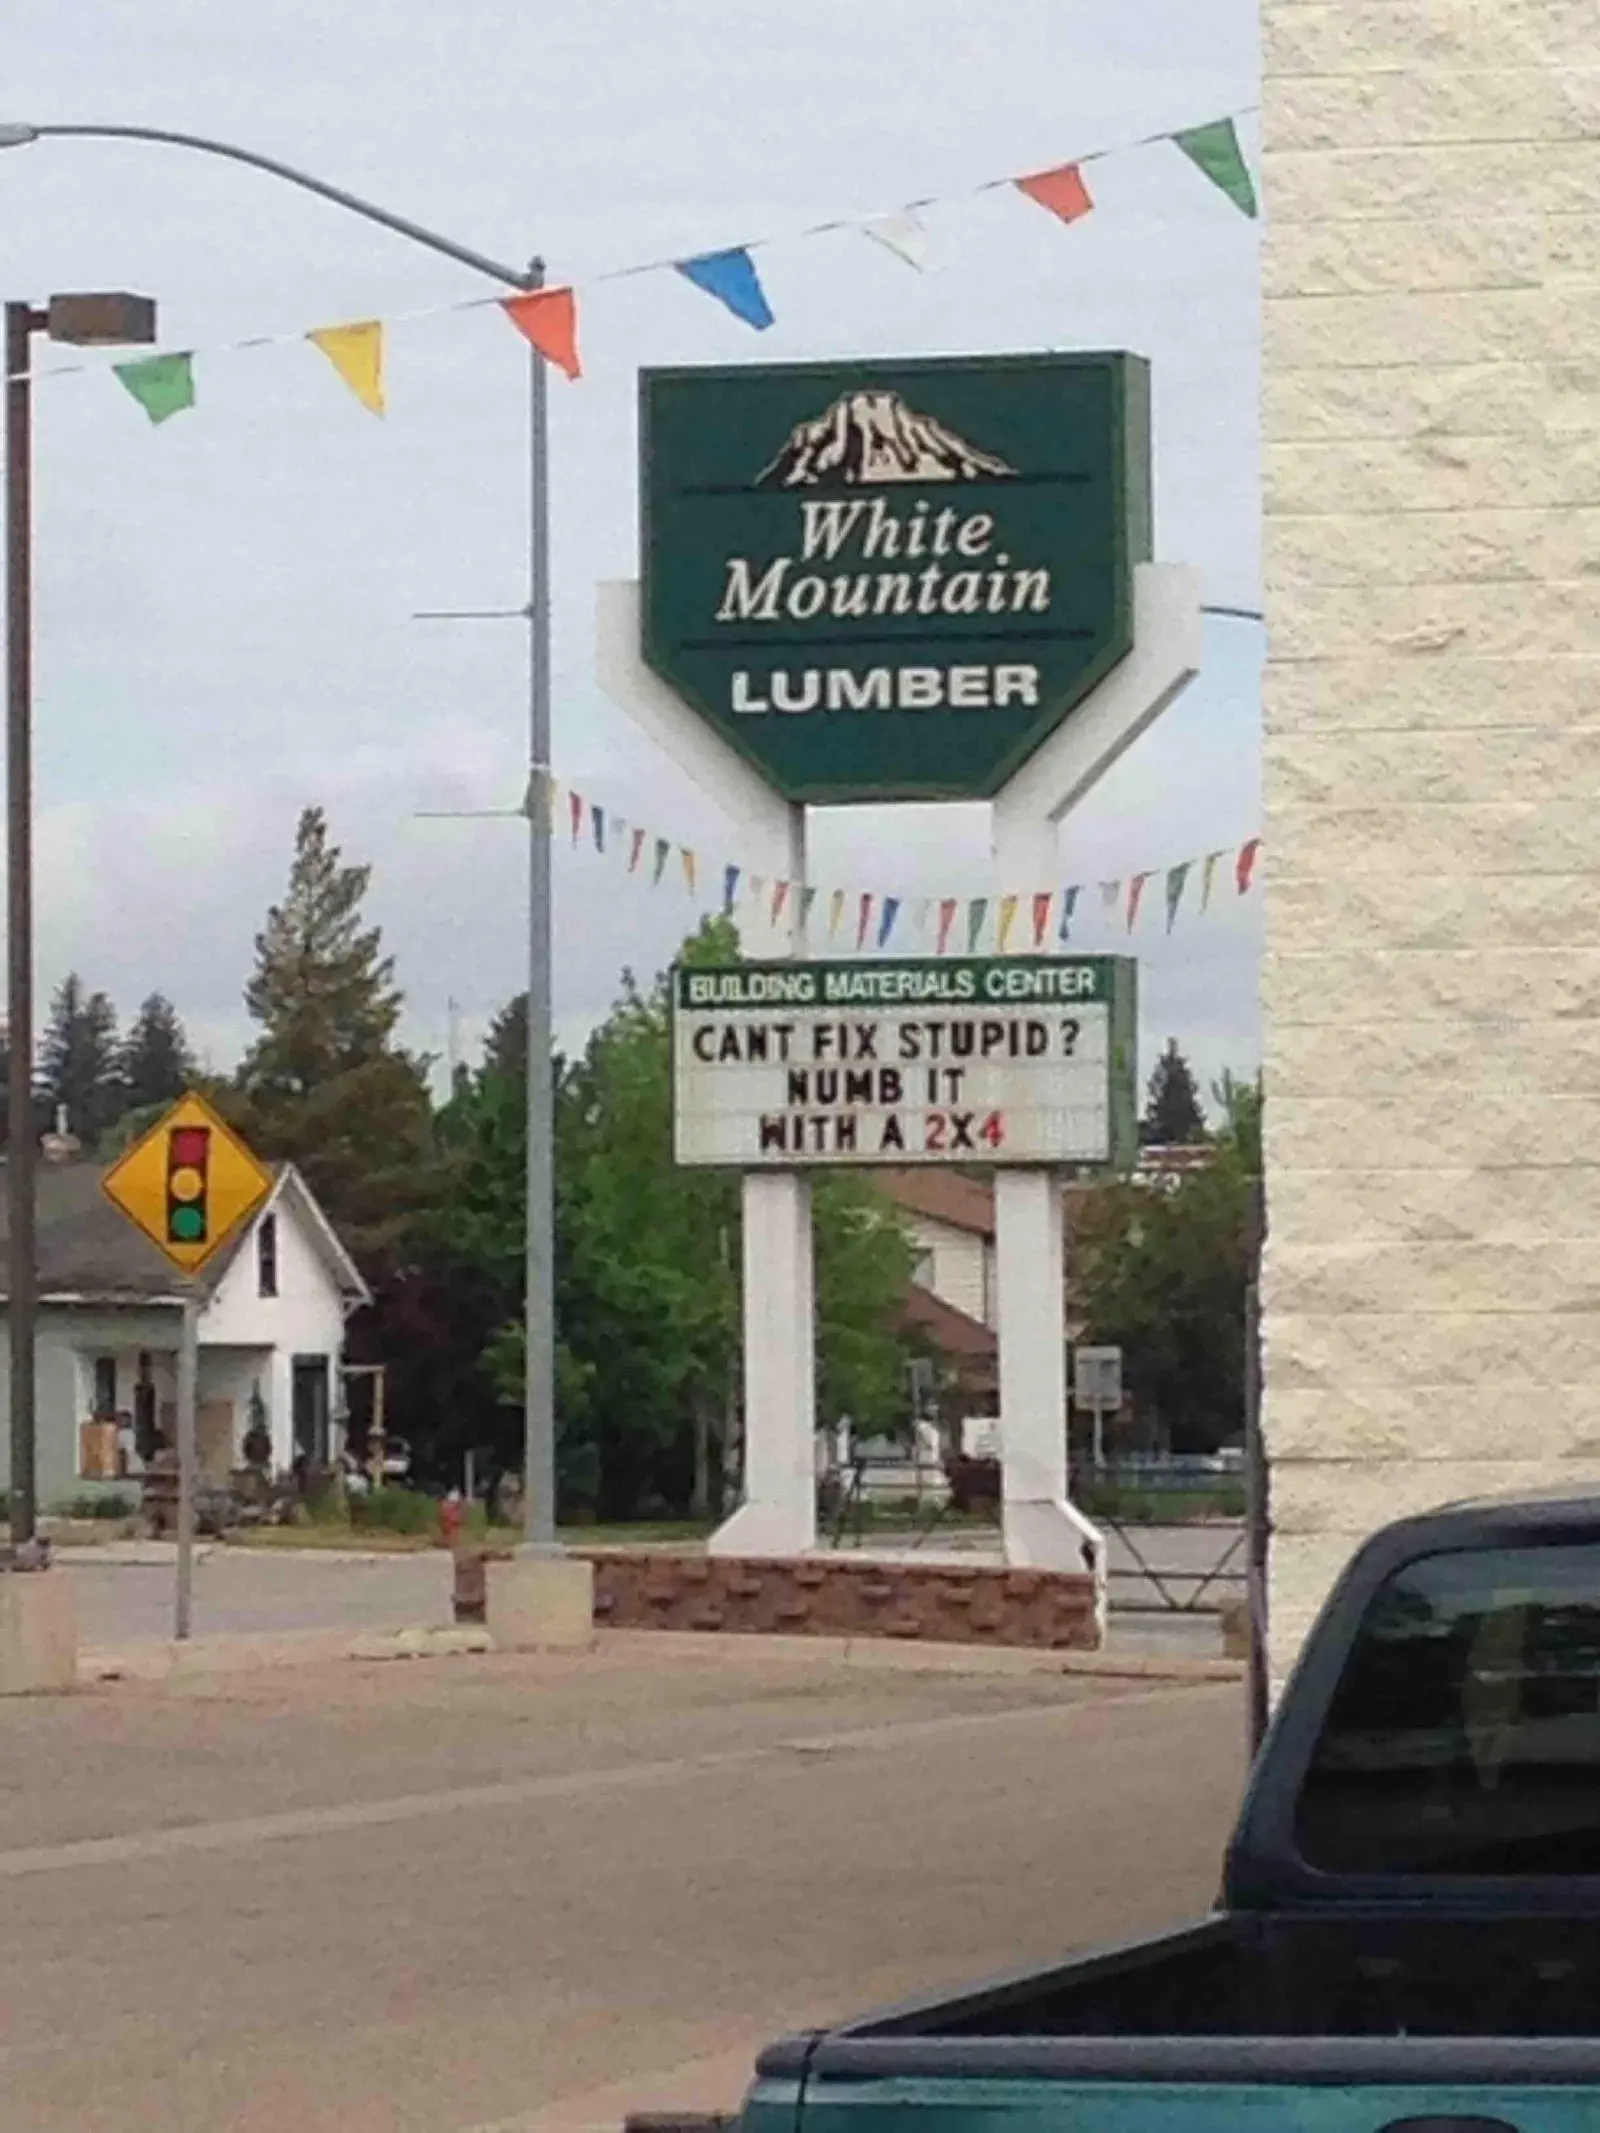 White
Mountain
LUMBER
BUILDING MATERIALS CENTER
CANT FIX STUPID?
NUMB IT
WITH A 2X4